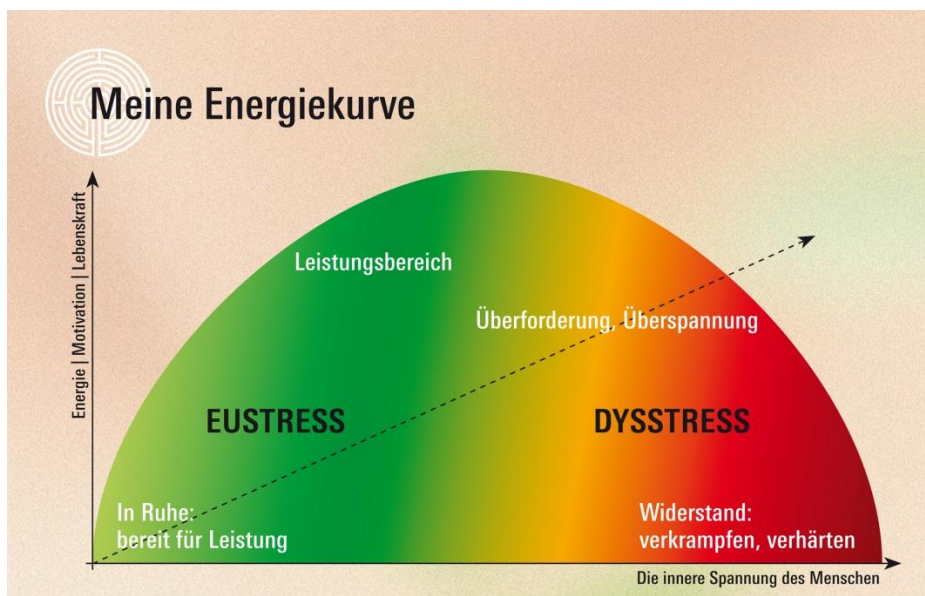 Meine Energiekurve
Energie | Motivation | Lebenskraft
Leistungsbereich
Überforderung, Überspannung
EUSTRESS
DYSSTRESS
In Ruhe:
bereit für Leistung
Widerstand:
verkrampfen, verhärten
Die innere Spannung des Menschen